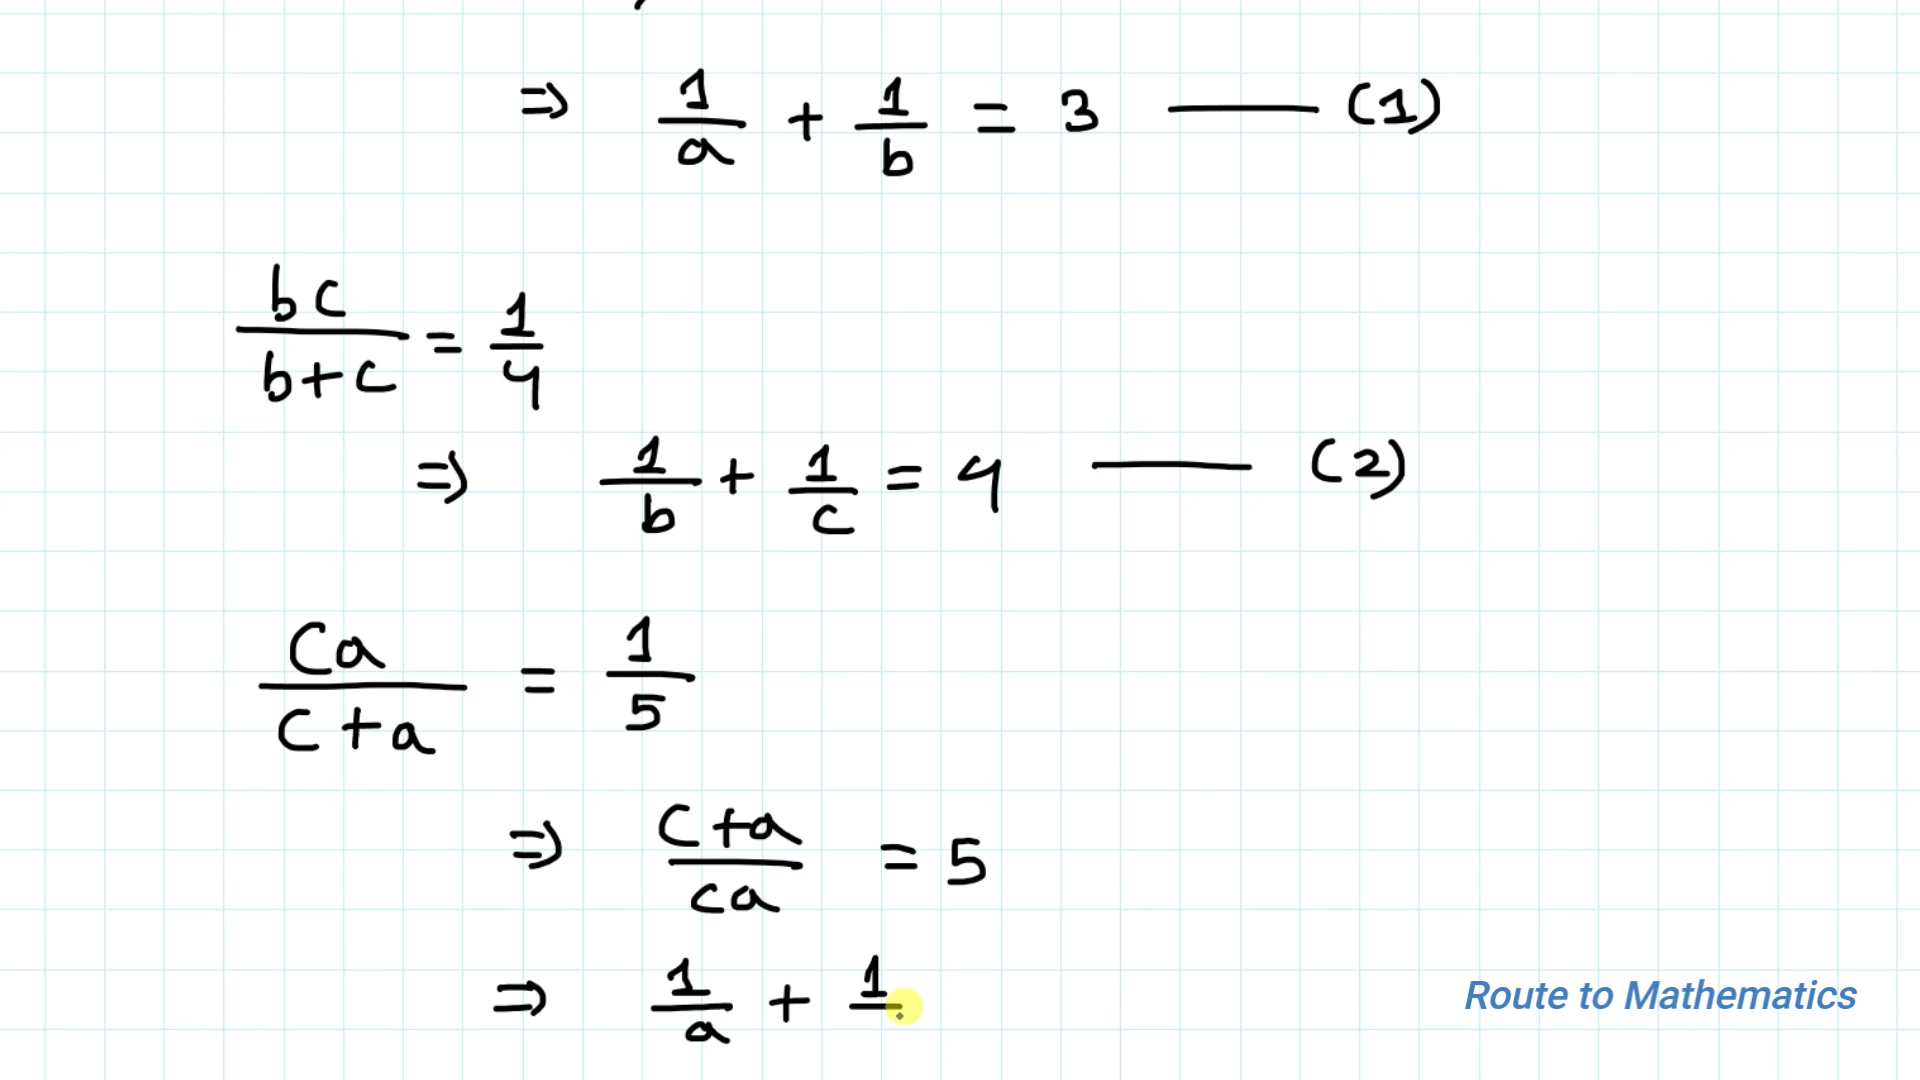 ⇒ 1/a + 1/b = 3 —— (1)
bc/b+c = 1/4
⇒ 1/b + 1/c = 4 —— (2)
Ca/C+a = 1/5
⇒ C+a/ca = 5
⇒ 1/a + 1/
Route to Mathematics